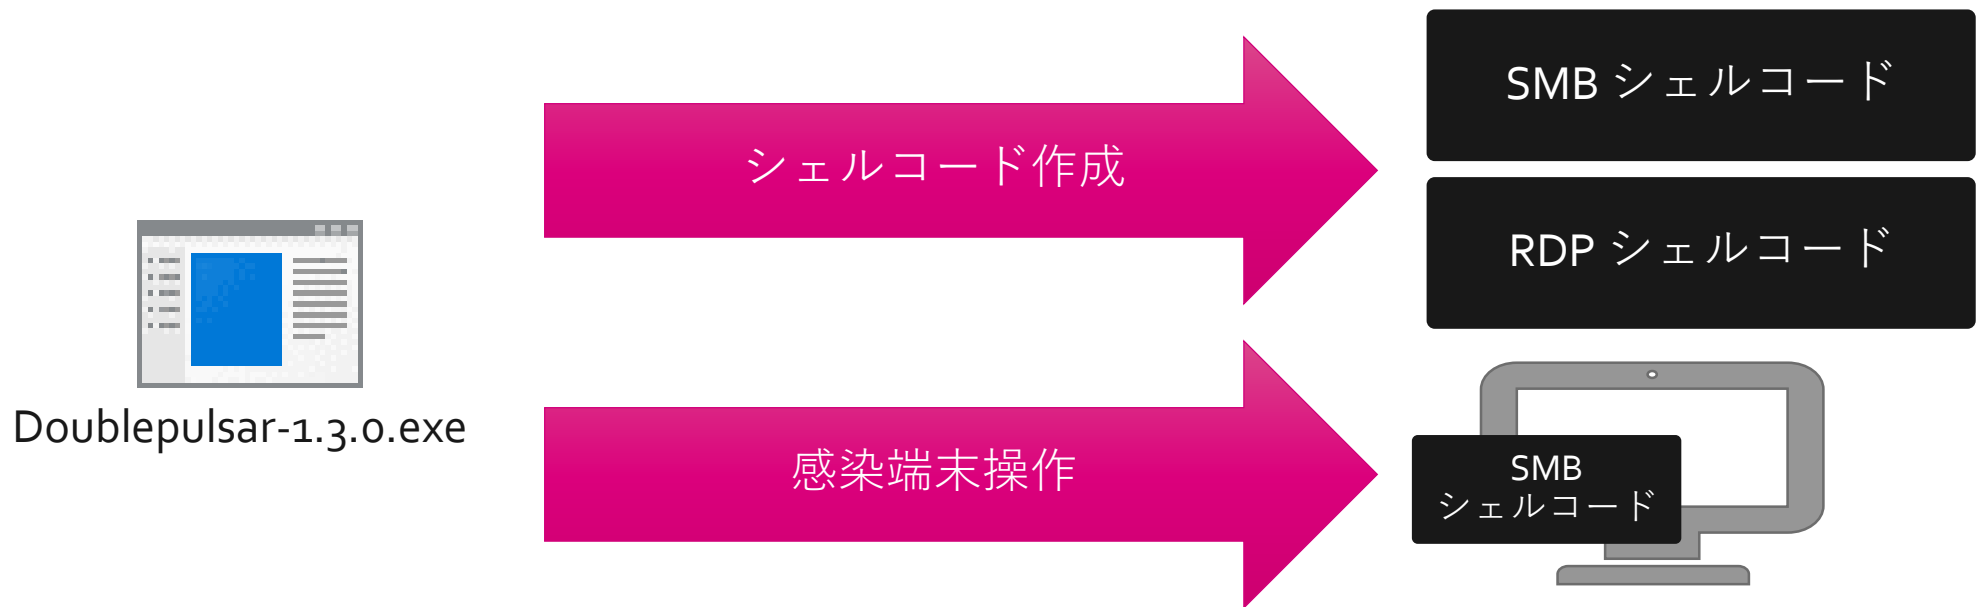 SMB シェルコード
シェルコード作成
RDP シェルコード
Doublepulsar-1.3.0.exe
感染端末操作
SMB
シェルコード